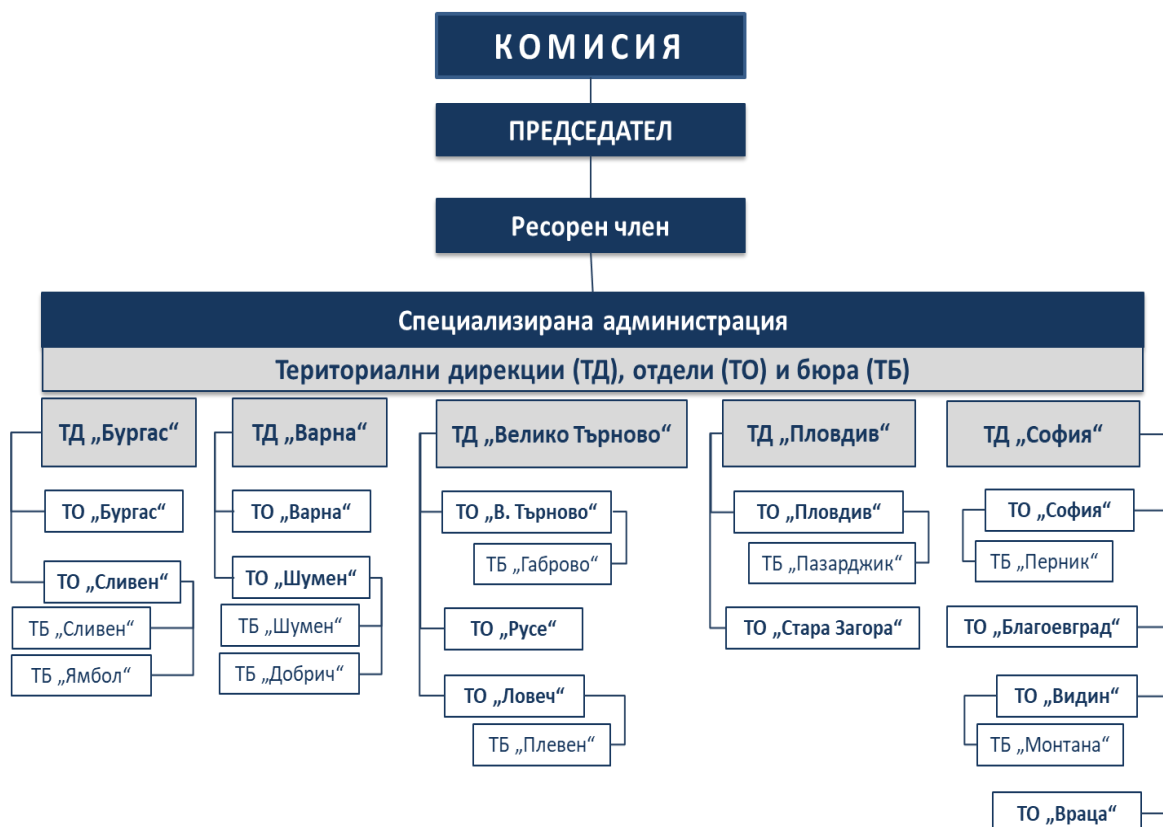 КОМИСИЯ
ПРЕДСЕДАТЕЛ
Ресорен член
Специализирана администрация
Териториални дирекции (ТД), отдели (ТО) и бюра (ТБ)
ТД „Бургас“
ТО „Бургас“
ТО „Сливен“
ТБ „Сливен“
ТБ „Ямбол“
ТД „Варна“
ТО „Варна“
ТО „Шумен“
ТБ „Шумен“
ТБ „Добрич“
ТД „Велико Търново“
ТО „В. Търново“
ТБ „Габрово“
ТО „Русе“
ТО „Ловеч“
ТБ „Плевен“
ТД „Пловдив“
ТО „Пловдив“
ТБ „Пазарджик“
ТО „Стара Загора“
ТД „София“
ТО „София“
ТБ „Перник“
ТО „Благоевград“
ТО „Видин“
ТБ „Монтана“
ТО „Враца“